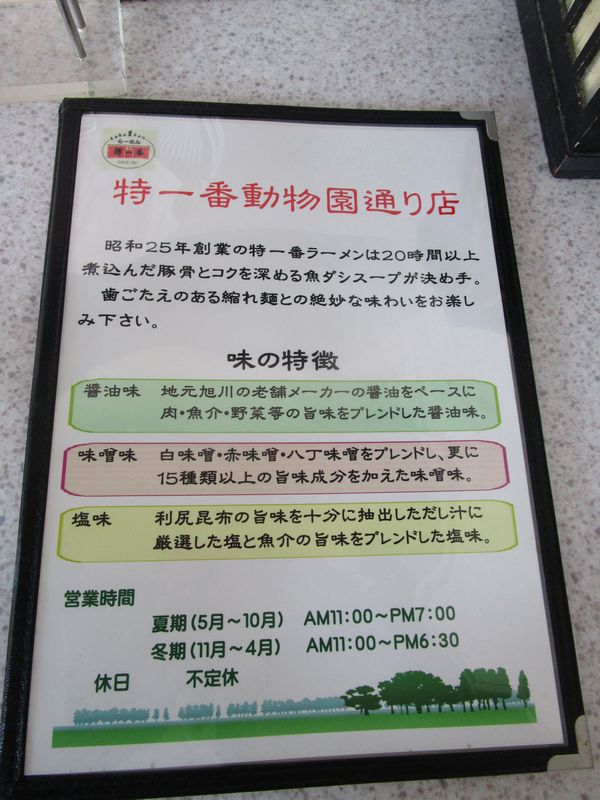 らーめん
特一番
特一番動物園通り店
昭和25年創業の特一番ラーメンは20時間以上
煮込んだ豚骨とコクを深める魚ダシスープが決め手。
歯ごたえのある縮れ麺との絶妙な味わいをお楽し
み下さい。
味の特徴
醤油味 地元旭川の老舗メーカーの醤油をベースに
肉・魚介・野菜等の旨味をブレンドした醤油味。
味噌味 白味噌・赤味噌・八丁味噌をブレンドし、更に
15種類以上の旨味成分を加えた味噌味。
塩味 利尻昆布の旨味を十分に抽出しただし汁に
厳選した塩と魚介の旨味をブレンドした塩味。
営業時間
夏期(5月~10月) AM11:00~PM7:00
冬期(11月~4月) AM11:00~PM6:30
休日 不定休